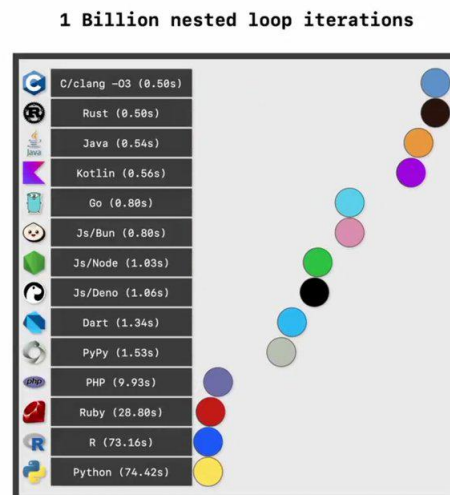 1 Billion nested loop iterations
C/clang -O3 (0.50s)
Rust (0.50s)
Java
Java (0.54s)
Kotlin (0.56s)
Go (0.80s)
Js/Bun (0.80s)
Js/Node (1.03s)
Js/Deno (1.06s)
Dart (1.34s)
PyPy (1.53s)
php
PHP (9.93s)
Ruby (28.80s)
R
R (73.16s)
Python (74.42s)